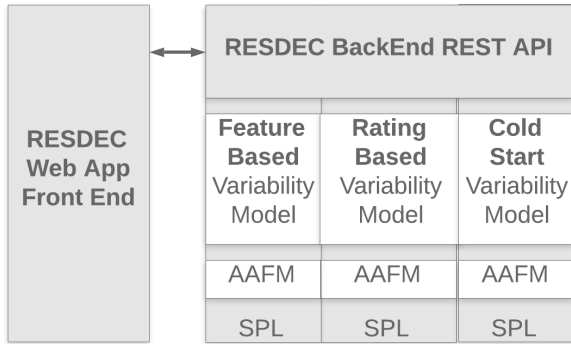 RESDEC BackEnd REST API
RESDEC
Web App
Front End
Feature
Based
Variability
Model
Rating
Based
Variability
Model
Cold
Start
Variability
Model
AAFM
AAFM
AAFM
SPL
SPL
SPL